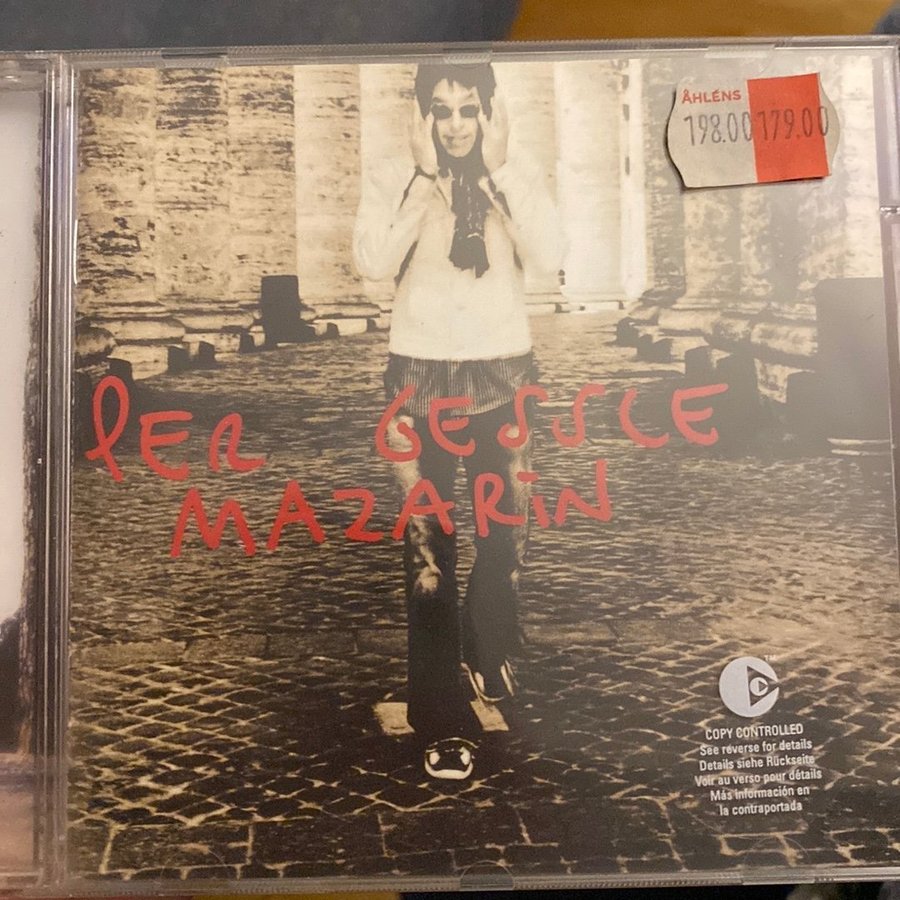 ÅHLÉNS
198.00 179.00
PER GESSLE
MAZARIN
COPY CONTROLLED
See reverse for details
Details siehe Rückseite
Voir au verso pour détails
Más información en
la contraportada
TM